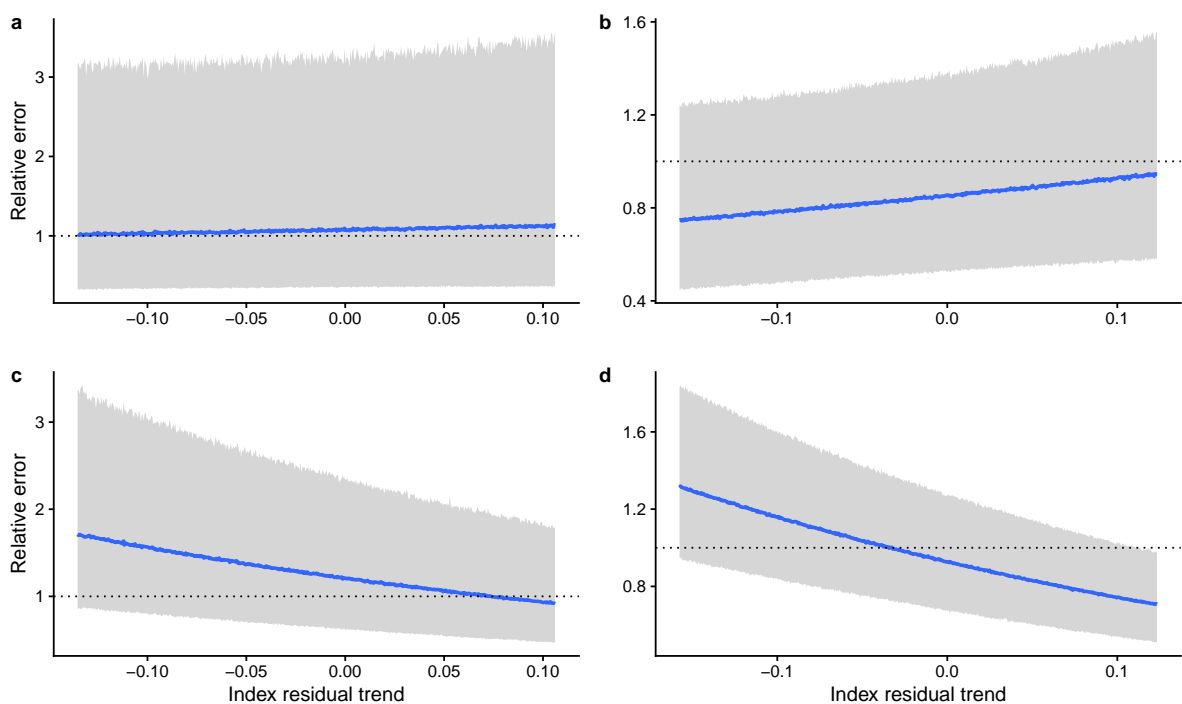 a
Relative error
3
2
1
−0.10 −0.05 0.00 0.05 0.10
b
1.6
1.2
0.8
0.4
−0.1 0.0 0.1
c
Relative error
3
2
1
−0.10 −0.05 0.00 0.05 0.10
Index residual trend
d
1.6
1.2
0.8
−0.1 0.0 0.1
Index residual trend